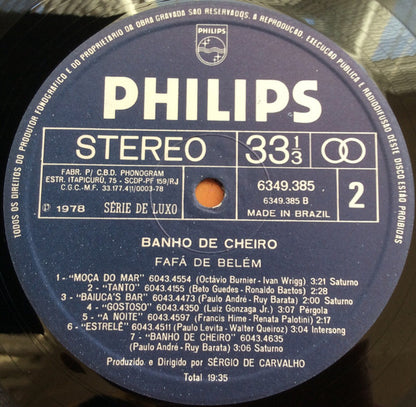 TODOS OS DIREITOS DO PRODUTOR FONOGRÁFICO E DO PROPRIETÁRIO DA OBRA GRAVADA SÃO RESERVADOS. A REPRODUÇÃO, EXECUÇÃO PÚBLICA E RADIODIFUSÃO DESTE DISCO ESTÃO PROIBIDAS
PHILIPS
PHILIPS
STEREO 33 1/3
FABR. P/ C.B.D. PHONOGRAM
ESTR. ITAPICURÚ, 75 - SCDP-PF 159/RJ
C.G.C.-M.F. 33.177.411/0003-78
℗ 1978 SÉRIE DE LUXO
6349.385
6349.385 B
MADE IN BRAZIL
2
BANHO DE CHEIRO
FAFÁ DE BELÉM
1 - "MOÇA DO MAR" 6043.4554 (Octávio Burnier - Ivan Wrigg) 3:21 Saturno
2 - "TANTO" 6043.4155 (Beto Guedes - Ronaldo Bastos) 2:28
3 - "BAIUCA'S BAR" 6043.4473 (Paulo André - Ruy Barata) 2:00 Saturno
4 - "GOSTOSO" 6043.4350 (Luiz Gonzaga Jr.) 3:07 Pérgola
5 - "A NOITE" 6043.4597 (Francis Hime - Renata Palotini) 2:17
6 - "ESTRELÊ" 6043.4511 (Paulo Levita - Walter Queiroz) 3:04 Intersong
7 - "BANHO DE CHEIRO" 6043.4635
(Paulo André - Ruy Barata) 3:06 Saturno
Produzido e Dirigido por SÉRGIO DE CARVALHO
Total 19:35